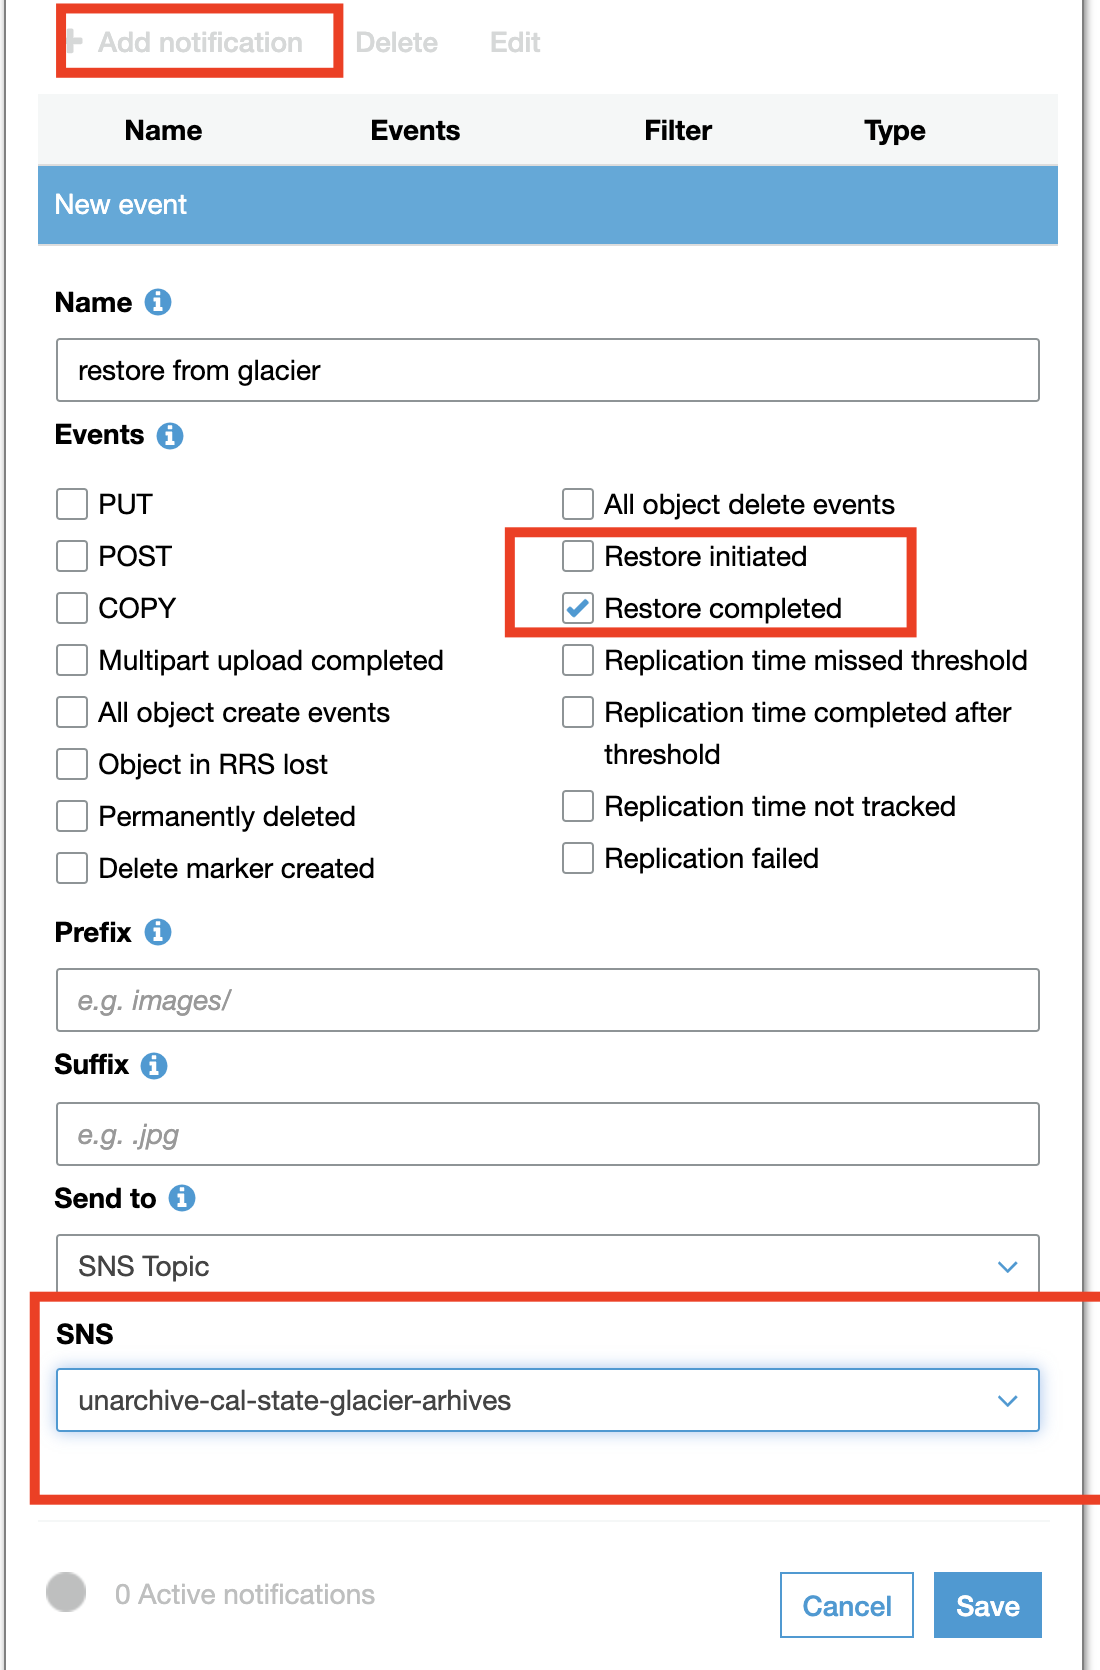 + Add notification Delete Edit
Name Events Filter Type
New event
Name
restore from glacier
Events
PUT
POST
COPY
Multipart upload completed
All object create events
Object in RRS lost
Permanently deleted
Delete marker created
All object delete events
Restore initiated
Restore completed
Replication time missed threshold
Replication time completed after
threshold
Replication time not tracked
Replication failed
Prefix
e.g. images/
Suffix
e.g. .jpg
Send to
SNS Topic
SNS
unarchive-cal-state-glacier-arhives
0 Active notifications
Cancel Save